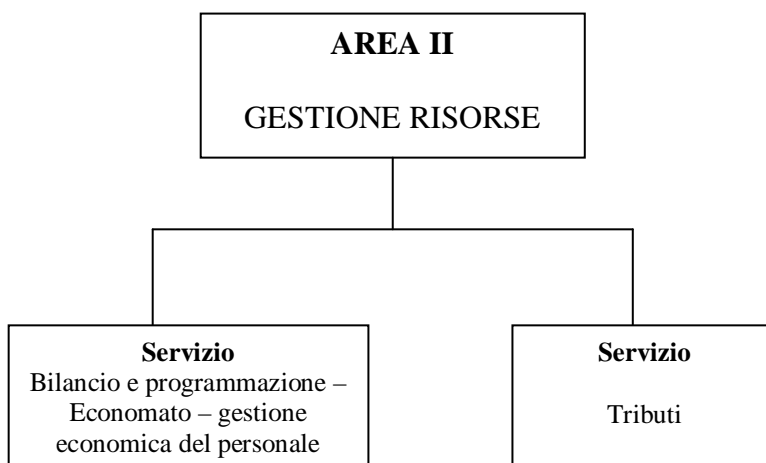 AREA II
GESTIONE RISORSE
Servizio
Bilancio e programmazione –
Economato – gestione
economica del personale
Servizio
Tributi